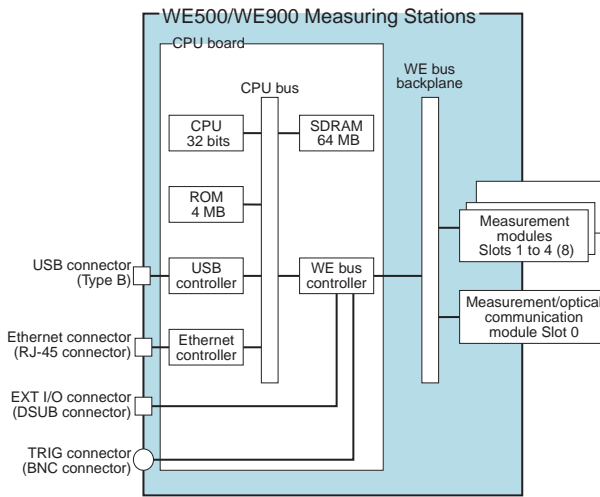 WE500/WE900 Measuring Stations
CPU board
CPU bus
WE bus
backplane
CPU
32 bits
SDRAM
64 MB
ROM
4 MB
Measurement
modules
Slots 1 to 4 (8)
USB connector
(Type B)
USB
controller
WE bus
controller
Measurement/optical
communication
module Slot 0
Ethernet connector
(RJ-45 connector)
Ethernet
controller
EXT I/O connector
(DSUB connector)
TRIG connector
(BNC connector)